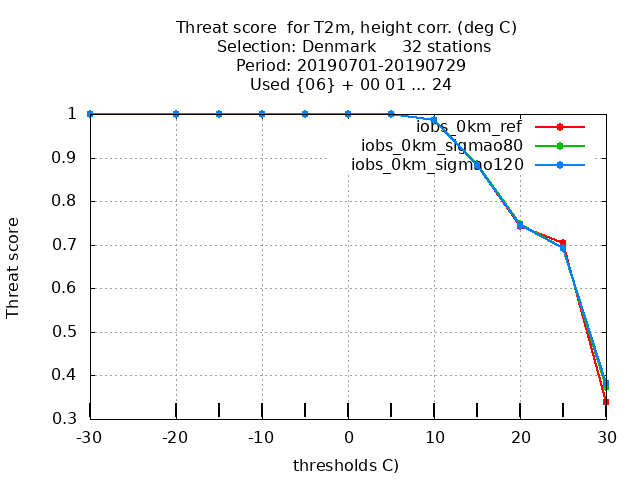 Threat score  for T2m, height corr. (deg C)
Selection: Denmark     32 stations
Period: 20190701-20190729
Used {06} + 00 01 ... 24
iobs_0km_ref
iobs_0km_sigmao80
iobs_0km_sigmao120
Threat score
1
0.9
0.8
0.7
0.6
0.5
0.4
0.3
-30 -20 -10 0 10 20 30
thresholds C)